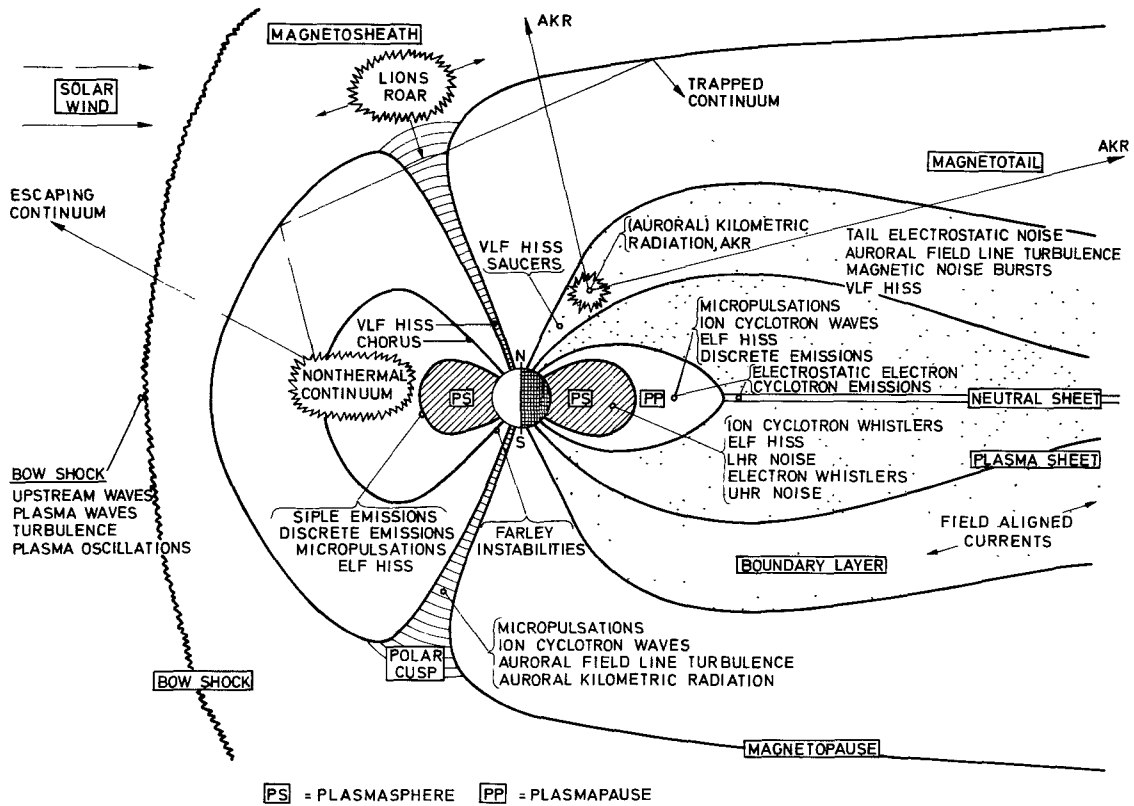 AKR
MAGNETOSHEATH
LIONS
ROAR
SOLAR
WIND
TRAPPED
CONTINUUM
AKR
MAGNETOTAIL
ESCAPING
CONTINUUM
(AURORAL) KILOMETRIC
RADIATION, AKR
VLF HISS
SAUCERS
TAIL ELECTROSTATIC NOISE
AURORAL FIELD LINE TURBULENCE
MAGNETIC NOISE BURSTS
VLF HISS
MICROPULSATIONS
ION CYCLOTRON WAVES
ELF HISS
DISCRETE EMISSIONS
VLF HISS
CHORUS
N
ELECTROSTATIC ELECTRON
CYCLOTRON EMISSIONS
NONTHERMAL
CONTINUUM
PS
PS
PP
NEUTRAL SHEET
S
ION CYCLOTRON WHISTLERS
ELF HISS
LHR NOISE
ELECTRON WHISTLERS
UHR NOISE
PLASMA SHEET
BOW SHOCK
UPSTREAM WAVES
PLASMA WAVES
TURBULENCE
PLASMA OSCILLATIONS
SIPLE EMISSIONS
DISCRETE EMISSIONS
MICROPULSATIONS
ELF HISS
FARLEY
INSTABILITIES
FIELD ALIGNED
CURRENTS
BOUNDARY LAYER
MICROPULSATIONS
ION CYCLOTRON WAVES
AURORAL FIELD LINE TURBULENCE
AURORAL KILOMETRIC RADIATION
POLAR
CUSP
BOW SHOCK
MAGNETOPAUSE
PS = PLASMASPHERE PP = PLASMAPAUSE